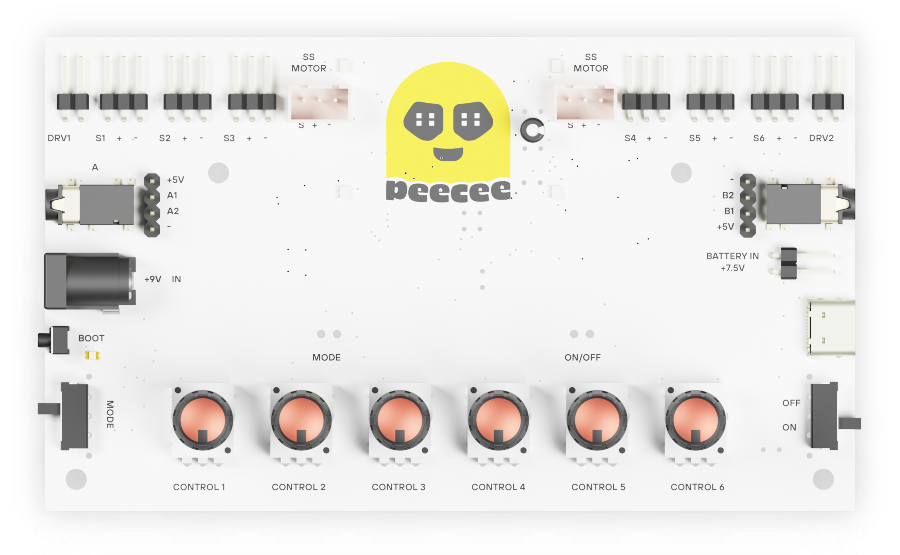 SS
MOTOR
SS
MOTOR
DRV1
S1 + -
S2 + -
S3 + -
S + -
S + -
S4 + -
S5 + -
S6 + -
DRV2
peecee
A
+5V
A1
A2
-
-
B2
B1
+5V
+9V IN
BATTERY IN
+7.5V
BOOT
MODE
ON/OFF
MODE
OFF
ON
CONTROL 1
CONTROL 2
CONTROL 3
CONTROL 4
CONTROL 5
CONTROL 6